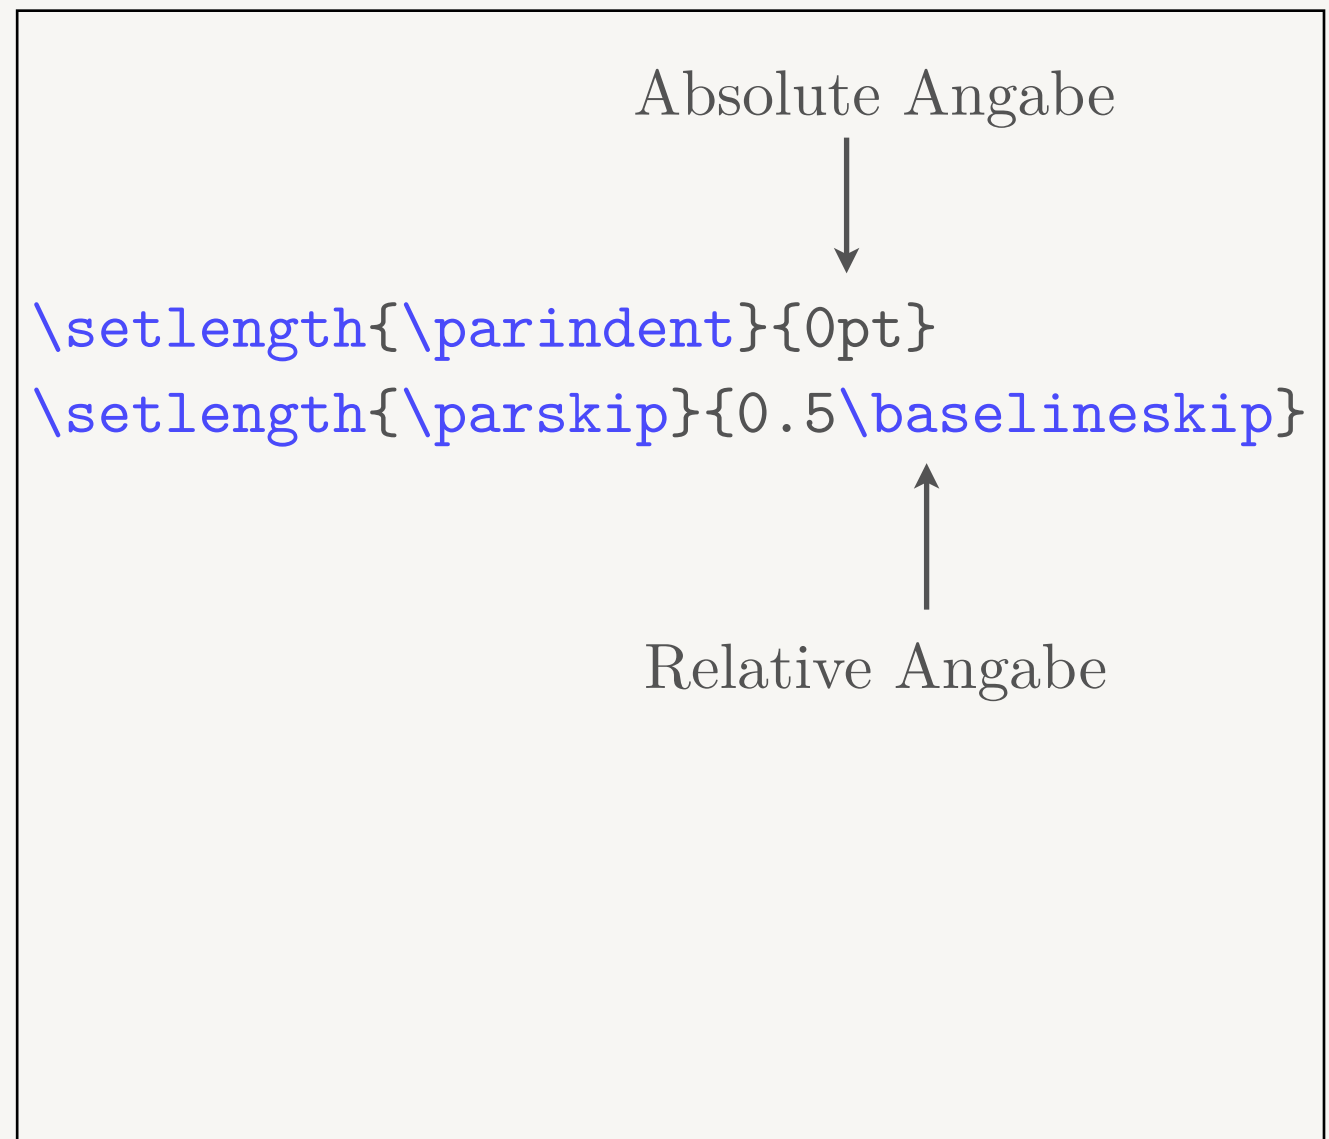 Absolute Angabe
\setlength{\parindent}{0pt}
\setlength{\parskip}{0.5\baselineskip}
Relative Angabe